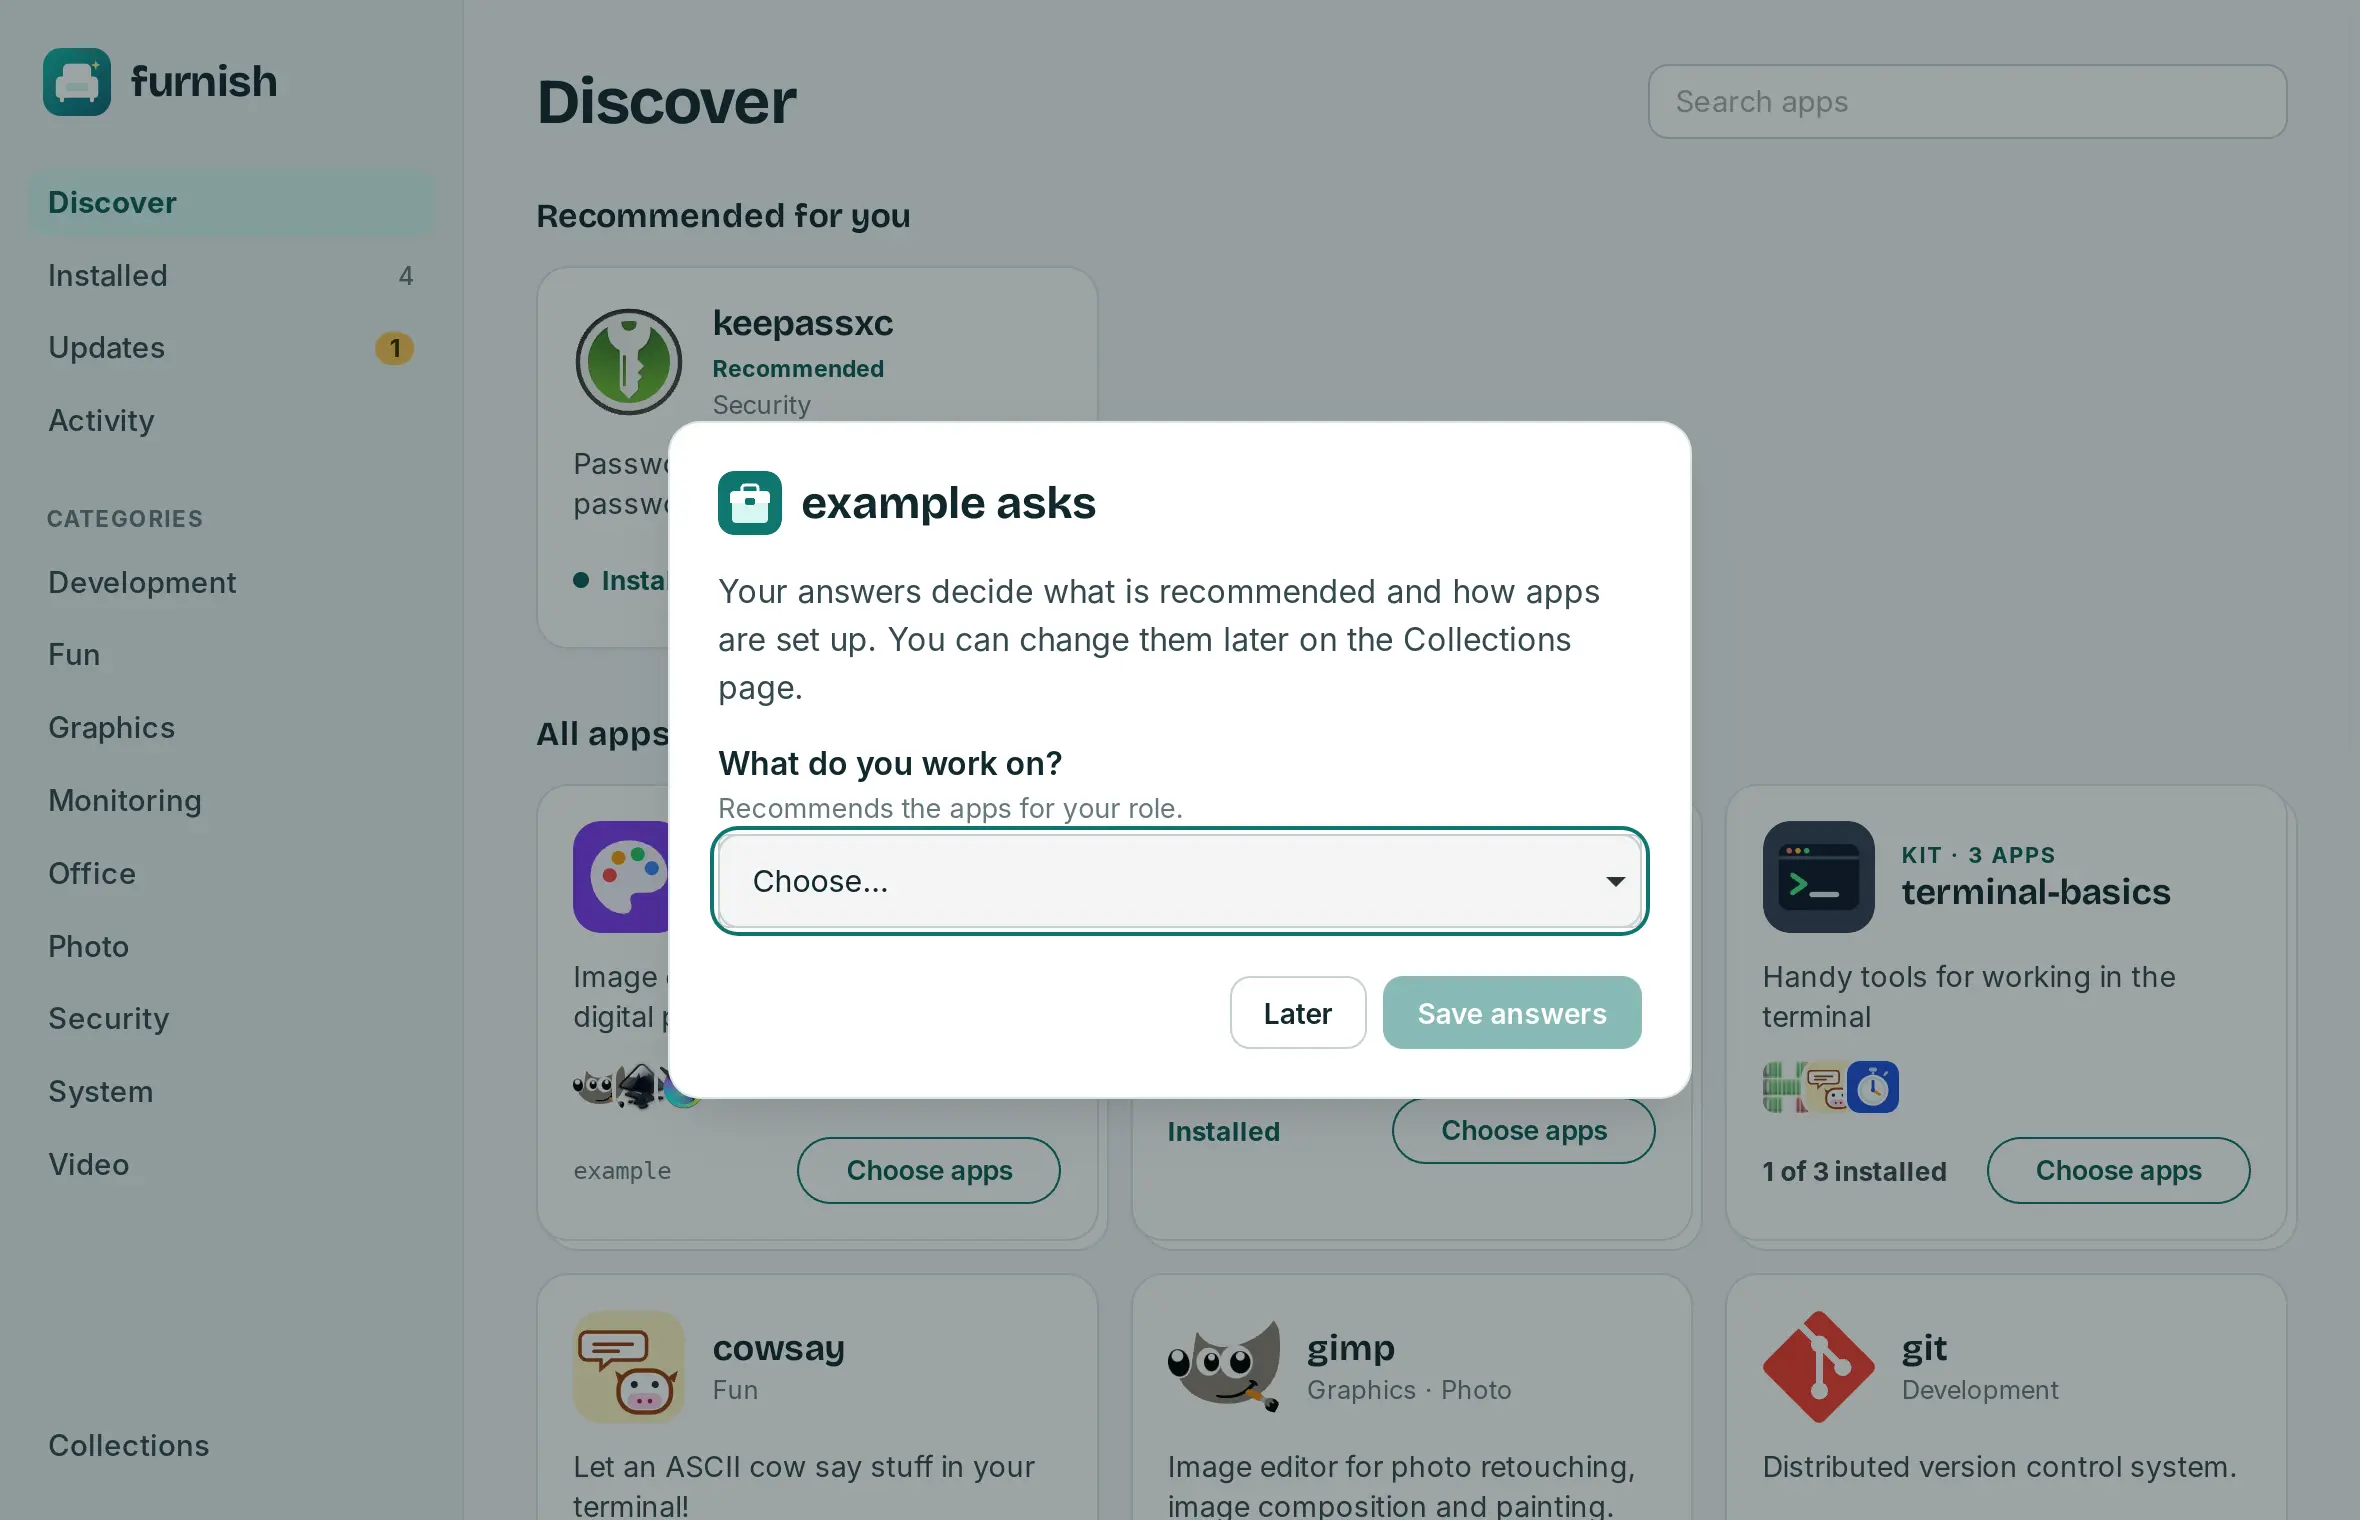 furnish
Discover
Installed 4
Updates 1
Activity
CATEGORIES
Development
Fun
Graphics
Monitoring
Office
Photo
Security
System
Video
Collections
Discover
Search apps
Recommended for you
keepassxc
Recommended
Security
example asks
Your answers decide what is recommended and how apps
are set up. You can change them later on the Collections
page.
What do you work on?
Recommends the apps for your role.
Choose...
Later
Save answers
All apps
Image
digital
example
Choose apps
Installed
Choose apps
KIT · 3 APPS
terminal-basics
Handy tools for working in the
terminal
1 of 3 installed
Choose apps
cowsay
Fun
Let an ASCII cow say stuff in your
terminal!
gimp
Graphics · Photo
Image editor for photo retouching,
image composition and painting.
git
Development
Distributed version control system.